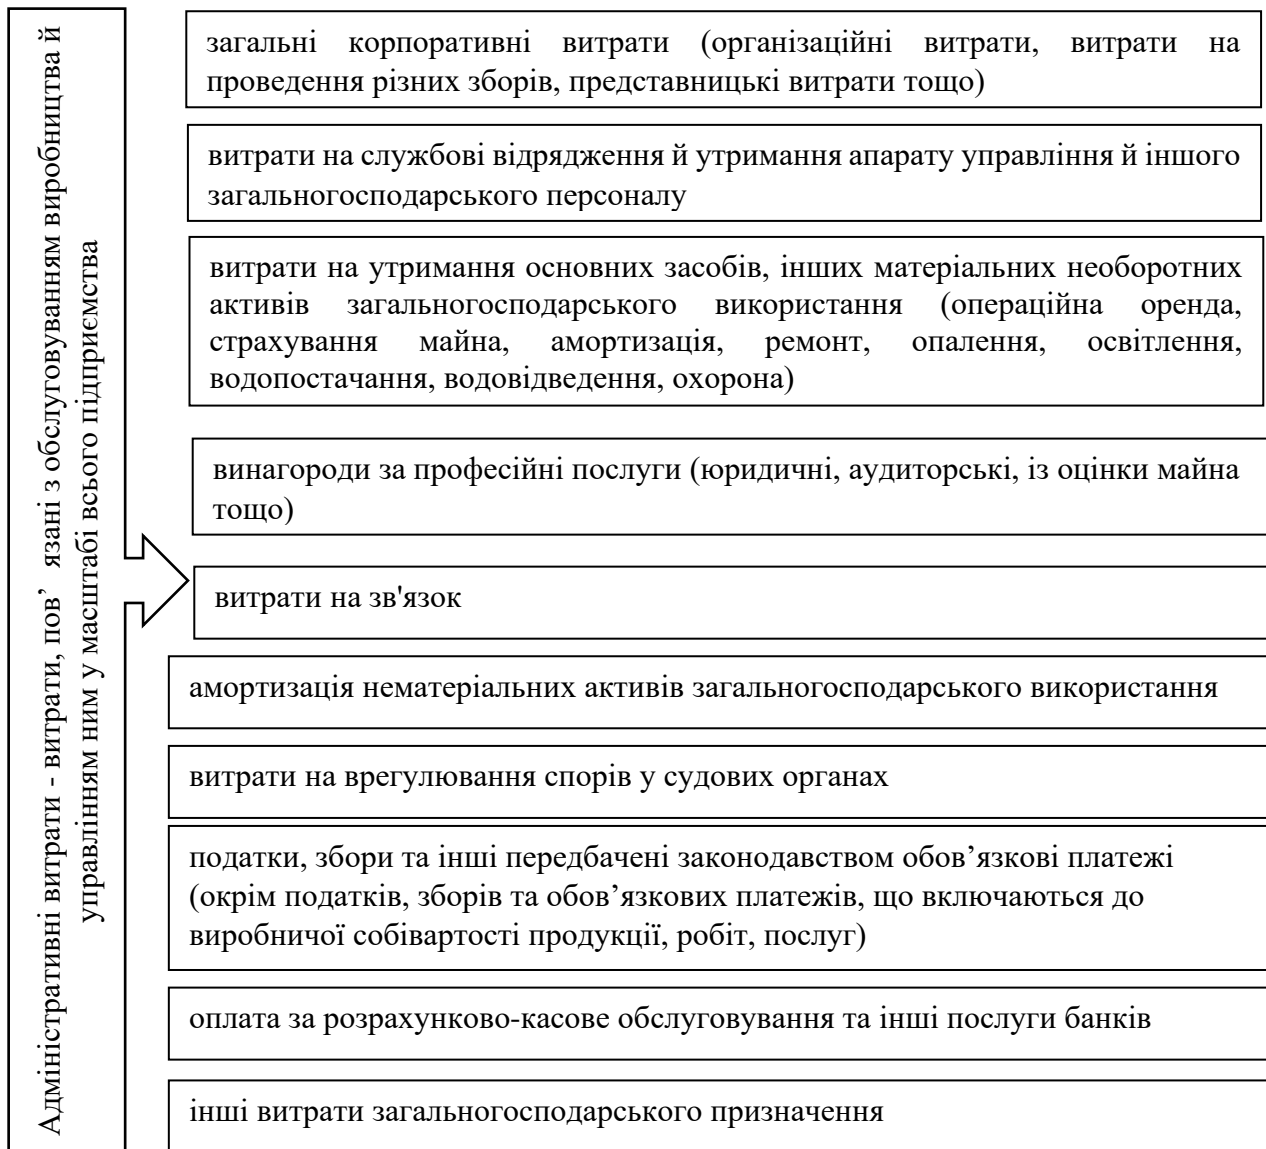 Адміністративні витрати - витрати, пов’ язані з обслуговуванням виробництва й
управлінням ним у масштабі всього підприємства
загальні корпоративні витрати (організаційні витрати, витрати на
проведення різних зборів, представницькі витрати тощо)
витрати на службові відрядження й утримання апарату управління й іншого
загальногосподарського персоналу
витрати на утримання основних засобів, інших матеріальних необоротних
активів загальногосподарського використання (операційна оренда,
страхування майна, амортизація, ремонт, опалення, освітлення,
водопостачання, водовідведення, охорона)
винагороди за професійні послуги (юридичні, аудиторські, із оцінки майна
тощо)
витрати на зв'язок
амортизація нематеріальних активів загальногосподарського використання
витрати на врегулювання спорів у судових органах
податки, збори та інші передбачені законодавством обов’язкові платежі
(окрім податків, зборів та обов’язкових платежів, що включаються до
виробничої собівартості продукції, робіт, послуг)
оплата за розрахунково-касове обслуговування та інші послуги банків
інші витрати загальногосподарського призначення